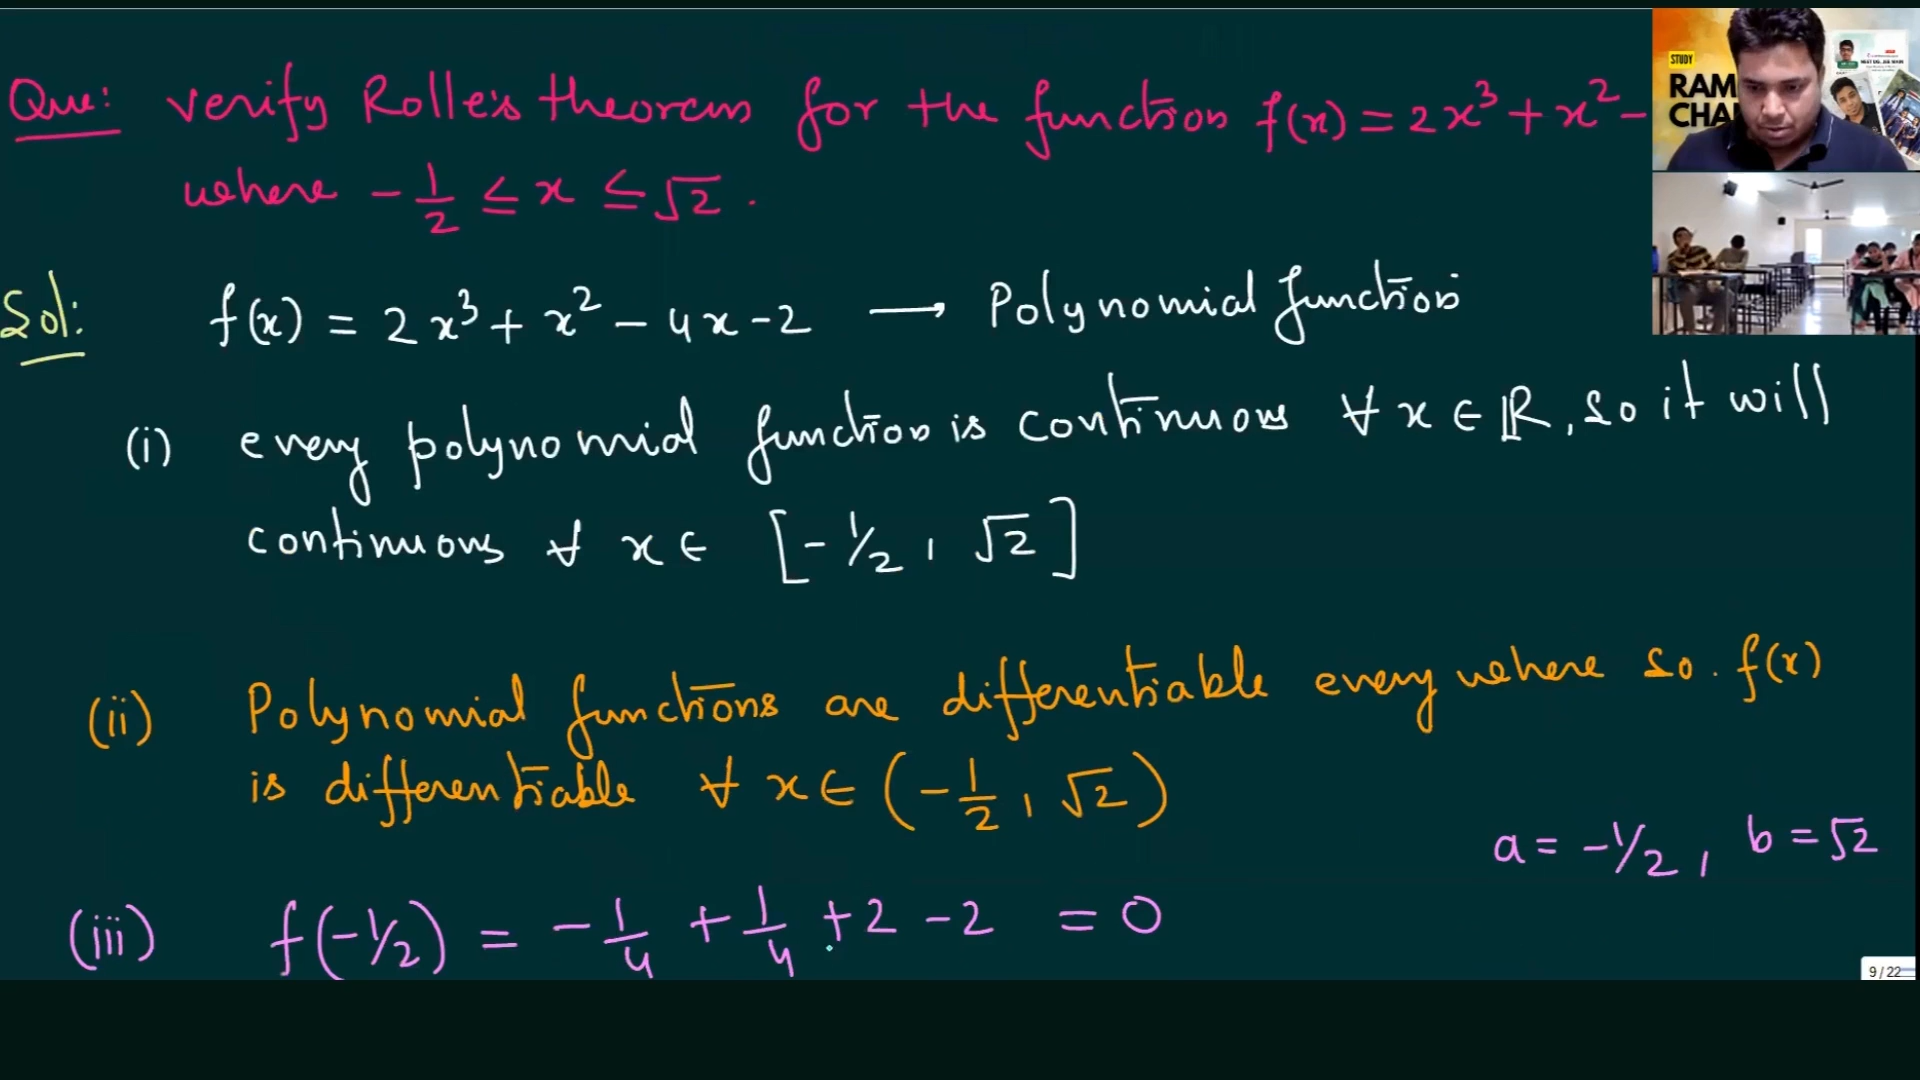 Que: verify Rolle's theorem for the function f(x) = 2x³ + x² –
where – 1/2 ≤ x ≤ √2 .
Sol: f(x) = 2x³ + x² – 4x – 2 → Polynomial function
(i) every polynomial function is continuous ∀ x ∈ ℝ, so it will
continuous ∀ x ∈ [-1/2, √2]
(ii) Polynomial functions are differentiable every where so. f(x)
is differentiable ∀ x ∈ (-1/2, √2)
a = -1/2, b = √2
(iii) f(-1/2) = -1/4 + 1/4 + 2 - 2 = 0
STUDY
RAM
CHA
9 / 22